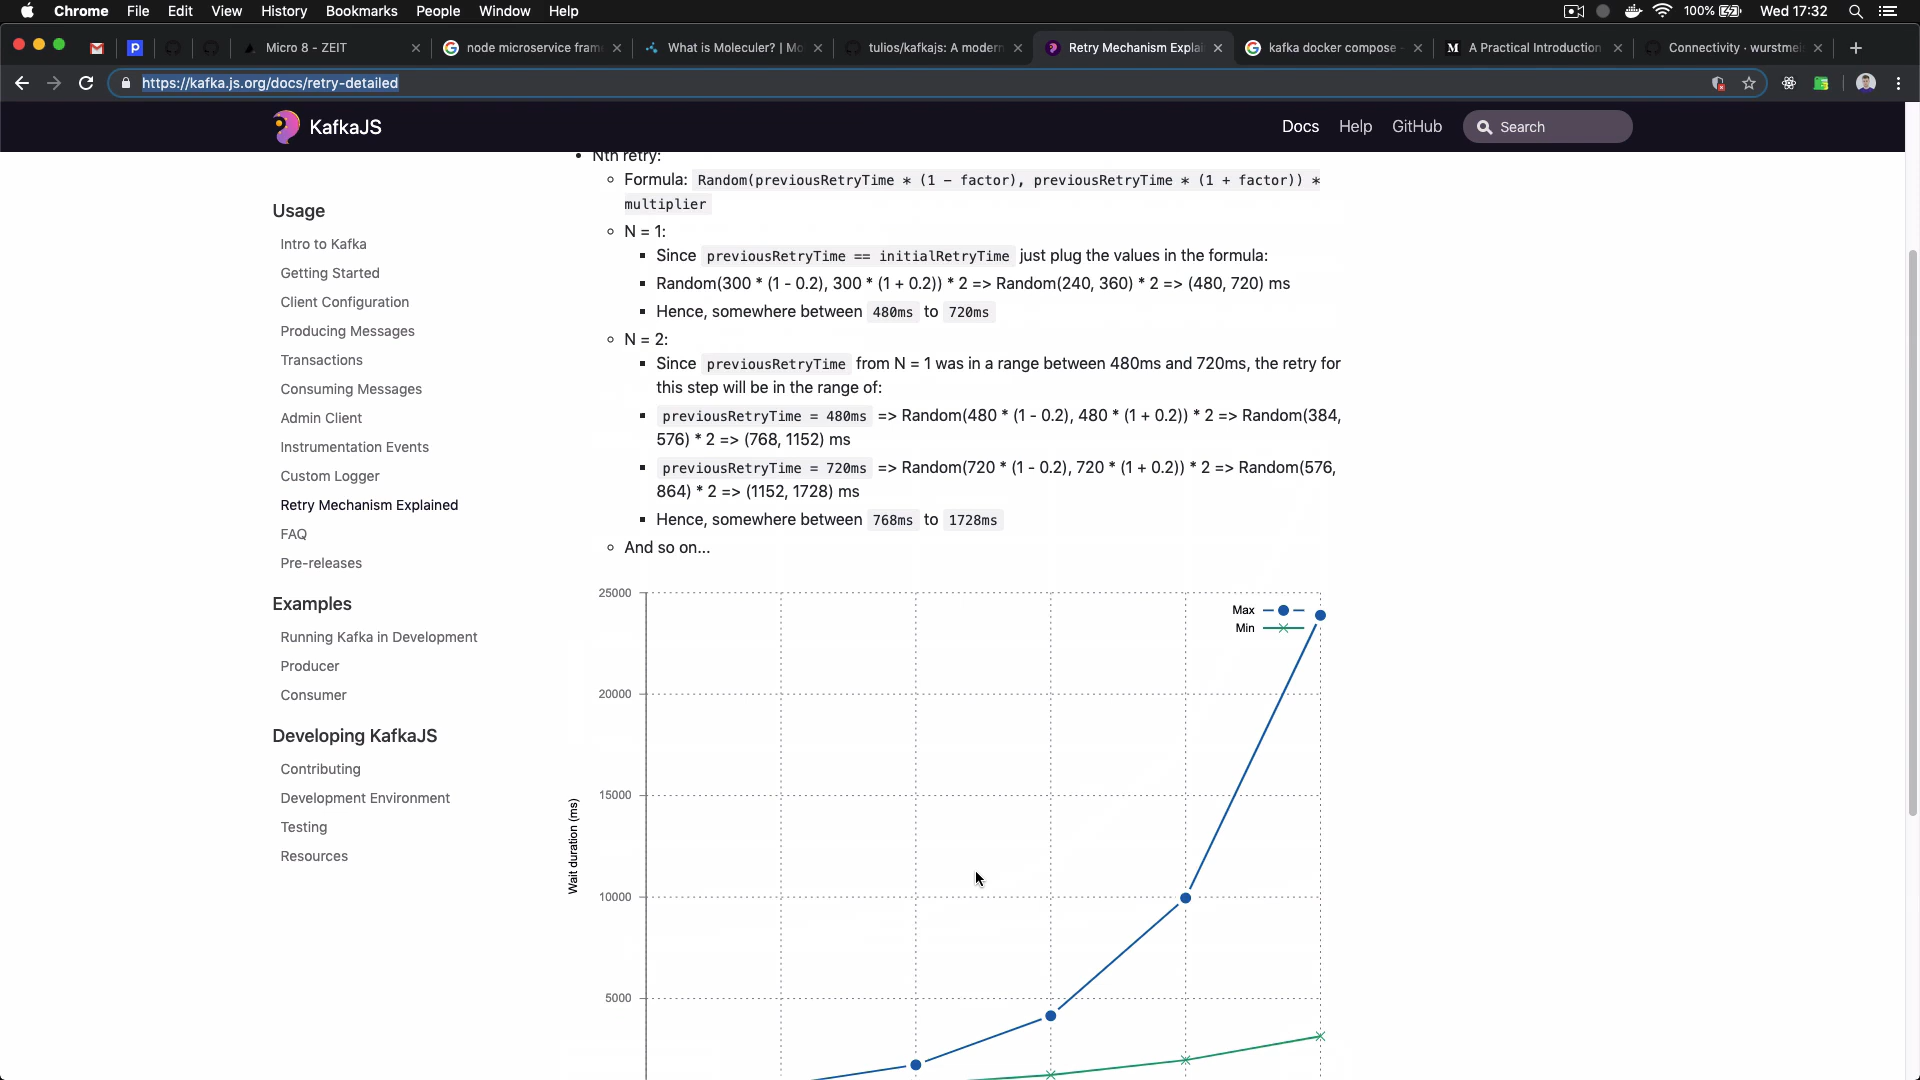 Chrome File Edit View History Bookmarks People Window Help 100% Wed 17:32
Micro 8 - ZEIT
node microservice fram
What is Moleculer? | Mo
tulios/kafkajs: A modern
Retry Mechanism Explai
kafka docker compose -
A Practical Introduction
Connectivity · wurstmei
https://kafka.js.org/docs/retry-detailed
KafkaJS
Docs Help GitHub Search
Usage
Intro to Kafka
Getting Started
Client Configuration
Producing Messages
Transactions
Consuming Messages
Admin Client
Instrumentation Events
Custom Logger
Retry Mechanism Explained
FAQ
Pre-releases
Examples
Running Kafka in Development
Producer
Consumer
Developing KafkaJS
Contributing
Development Environment
Testing
Resources
Nth retry:
Formula: Random(previousRetryTime * (1 - factor), previousRetryTime * (1 + factor)) *
multiplier
N = 1:
Since previousRetryTime == initialRetryTime just plug the values in the formula:
Random(300 * (1 - 0.2), 300 * (1 + 0.2)) * 2 => Random(240, 360) * 2 => (480, 720) ms
Hence, somewhere between 480ms to 720ms
N = 2:
Since previousRetryTime from N = 1 was in a range between 480ms and 720ms, the retry for
this step will be in the range of:
previousRetryTime = 480ms => Random(480 * (1 - 0.2), 480 * (1 + 0.2)) * 2 => Random(384,
576) * 2 => (768, 1152) ms
previousRetryTime = 720ms => Random(720 * (1 - 0.2), 720 * (1 + 0.2)) * 2 => Random(576,
864) * 2 => (1152, 1728) ms
Hence, somewhere between 768ms to 1728ms
And so on...
25000
Max
Min
20000
15000
Wait duration (ms)
10000
5000